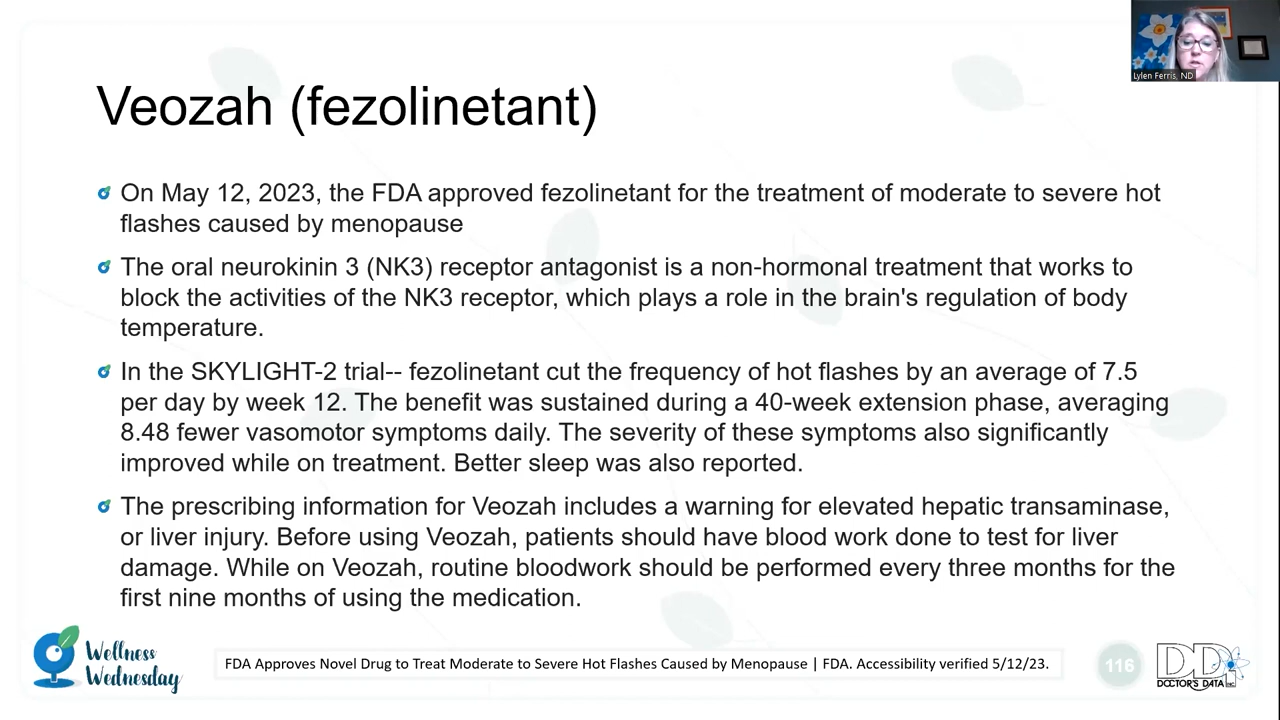 Lylen Ferris, ND
Veozah (fezolinetant)
On May 12, 2023, the FDA approved fezolinetant for the treatment of moderate to severe hot
flashes caused by menopause
The oral neurokinin 3 (NK3) receptor antagonist is a non-hormonal treatment that works to
block the activities of the NK3 receptor, which plays a role in the brain's regulation of body
temperature.
In the SKYLIGHT-2 trial-- fezolinetant cut the frequency of hot flashes by an average of 7.5
per day by week 12. The benefit was sustained during a 40-week extension phase, averaging
8.48 fewer vasomotor symptoms daily. The severity of these symptoms also significantly
improved while on treatment. Better sleep was also reported.
The prescribing information for Veozah includes a warning for elevated hepatic transaminase,
or liver injury. Before using Veozah, patients should have blood work done to test for liver
damage. While on Veozah, routine bloodwork should be performed every three months for the
first nine months of using the medication.
Wellness
Wednesday
FDA Approves Novel Drug to Treat Moderate to Severe Hot Flashes Caused by Menopause | FDA. Accessibility verified 5/12/23.
116
DDI
DOCTOR'S DATA INC.